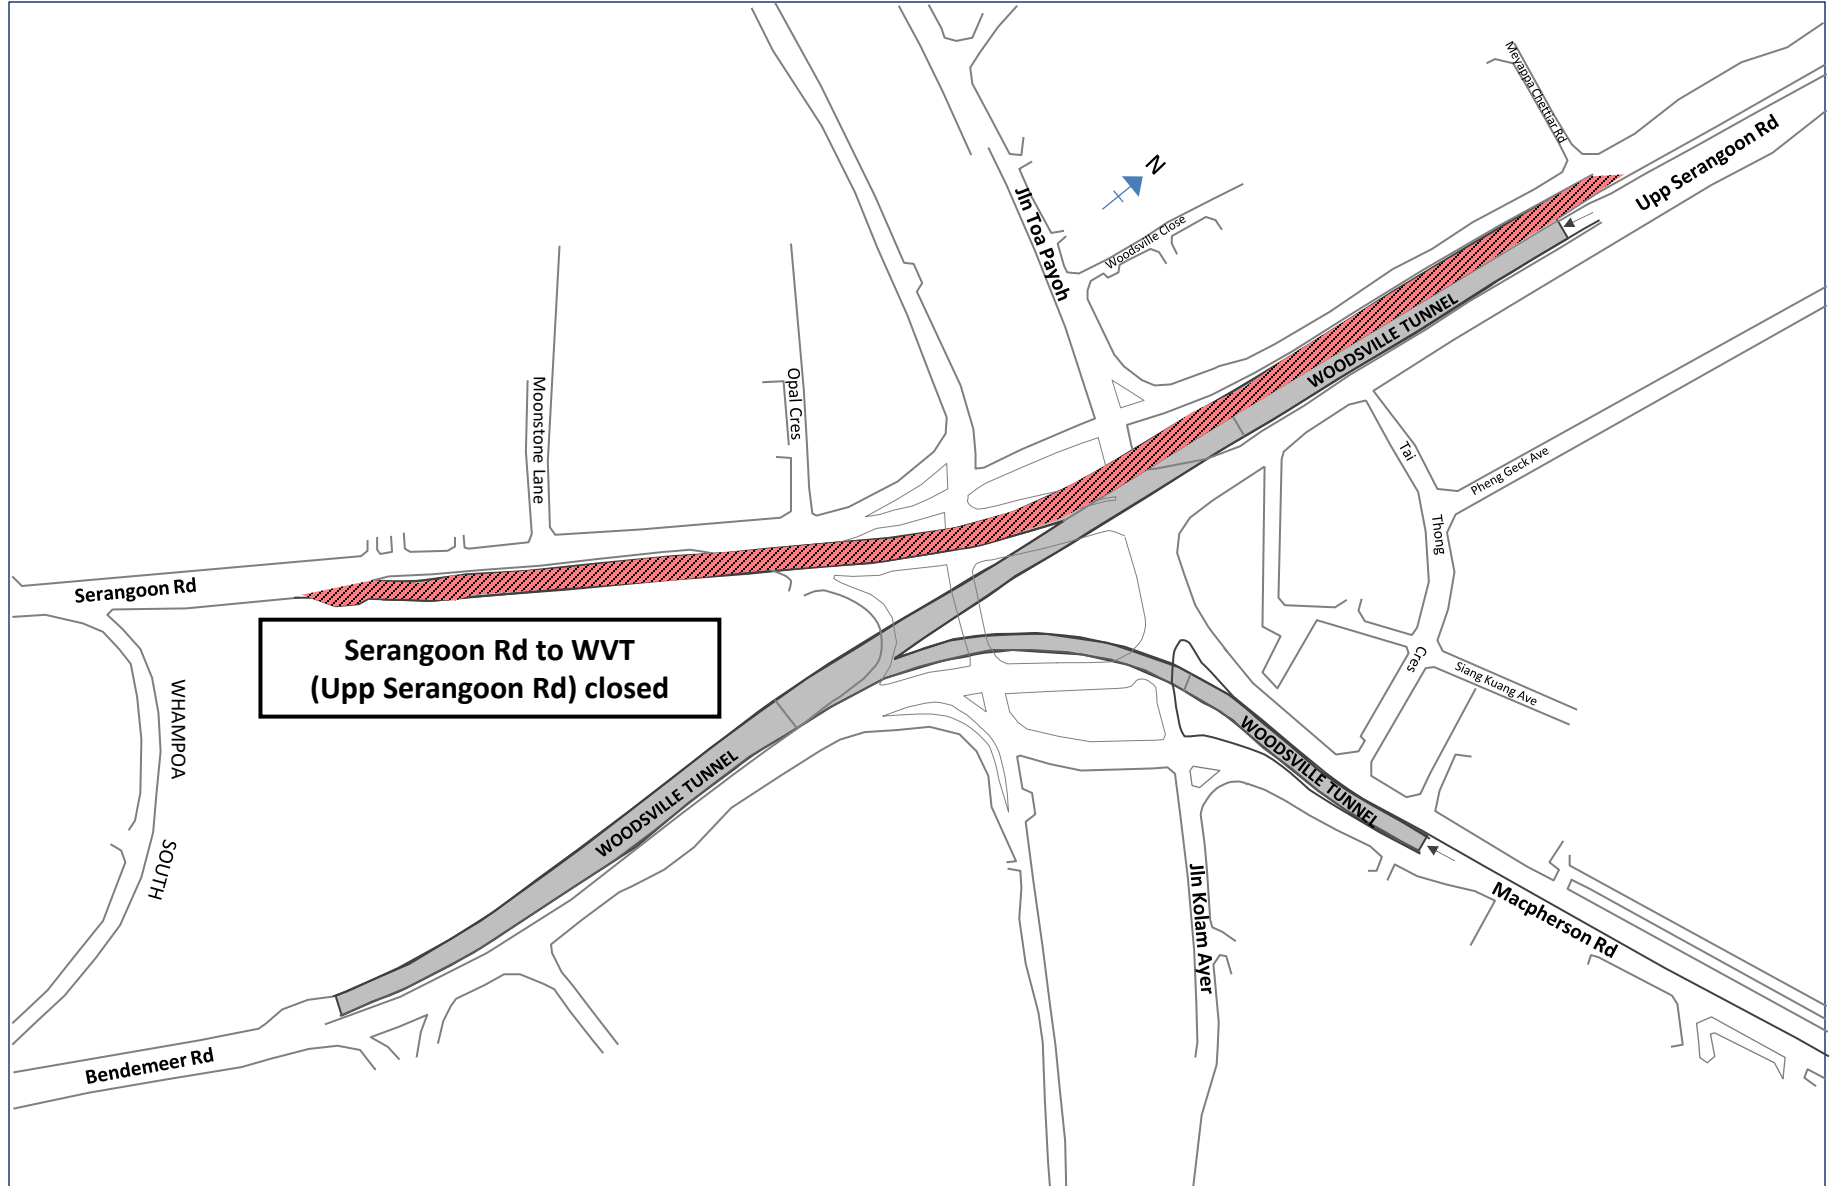 Meyappa Chettiar Rd
Upp Serangoon Rd
N
Jln Toa Payoh
Woodsville Close
WOODSVILLE TUNNEL
Moonstone Lane
Opal Cres
Tai
Thong
Cres
Pheng Geck Ave
Siang Kuang Ave
Serangoon Rd
Serangoon Rd to WVT
(Upp Serangoon Rd) closed
WHAMPOA
SOUTH
WOODSVILLE TUNNEL
WOODSVILLE TUNNEL
Jln Kolam Ayer
Macpherson Rd
Bendemeer Rd